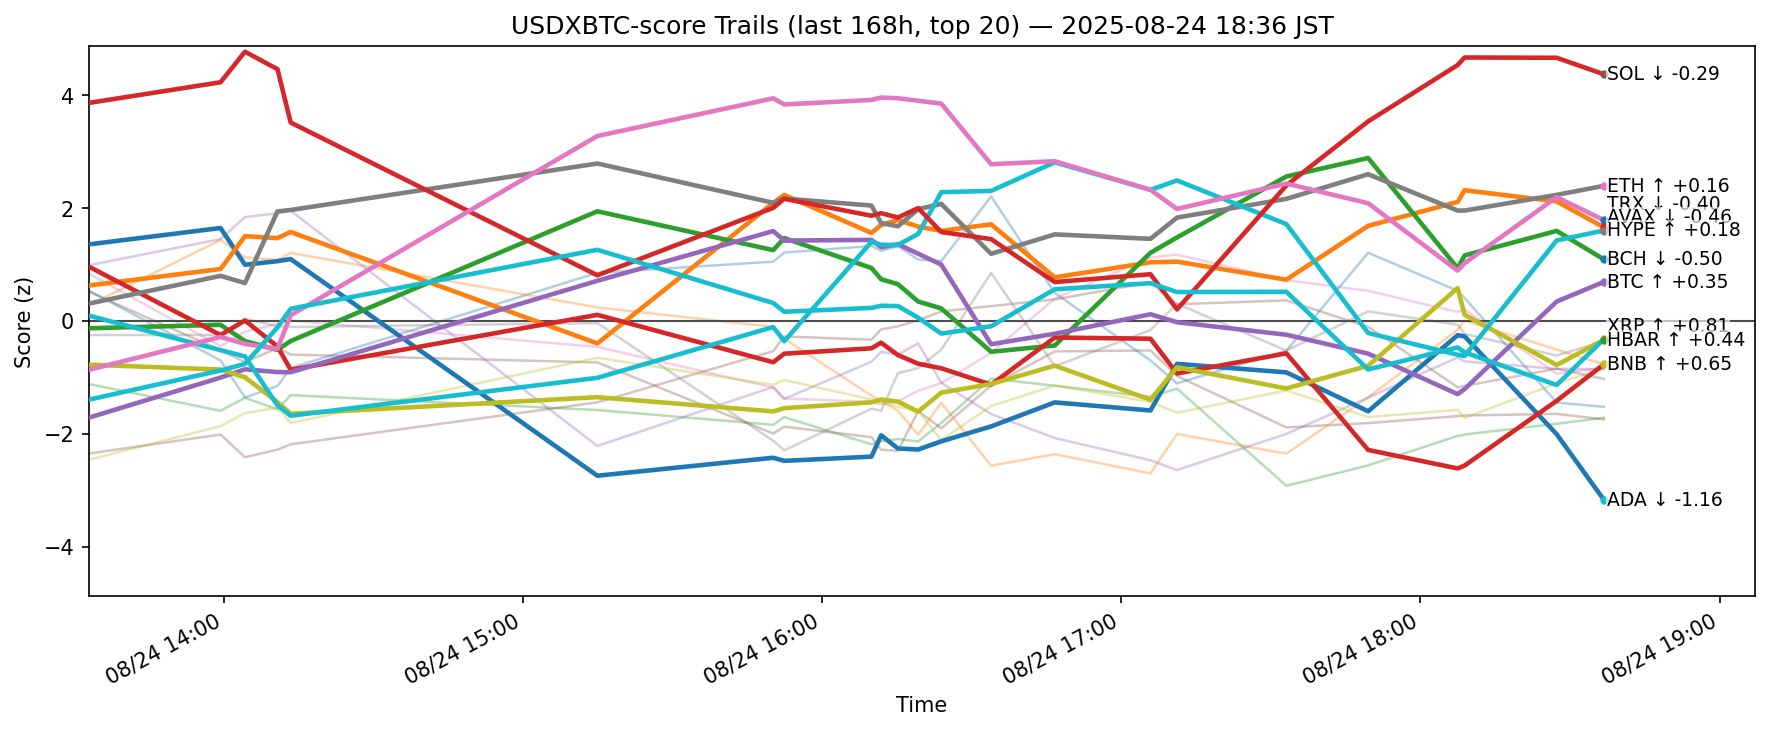 USDXBTC-score Trails (last 168h, top 20) — 2025-08-24 18:36 JST
Score (z)
4
2
0
−2
−4
SOL ↓ -0.29
ETH ↑ +0.16
TRX ↓ -0.40
AVAX ↓ -0.46
HYPE ↑ +0.18
BCH ↓ -0.50
BTC ↑ +0.35
XRP ↑ +0.81
HBAR ↑ +0.44
BNB ↑ +0.65
ADA ↓ -1.16
08/24 14:00
08/24 15:00
08/24 16:00
08/24 17:00
08/24 18:00
08/24 19:00
Time